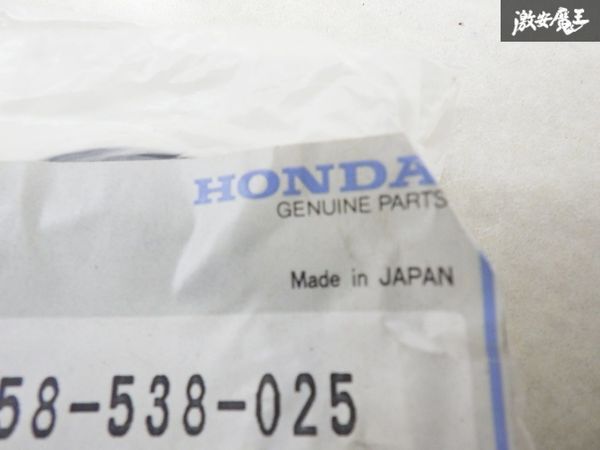 激安魔王
HONDA
GENUINE PARTS
Made in JAPAN
58-538-025